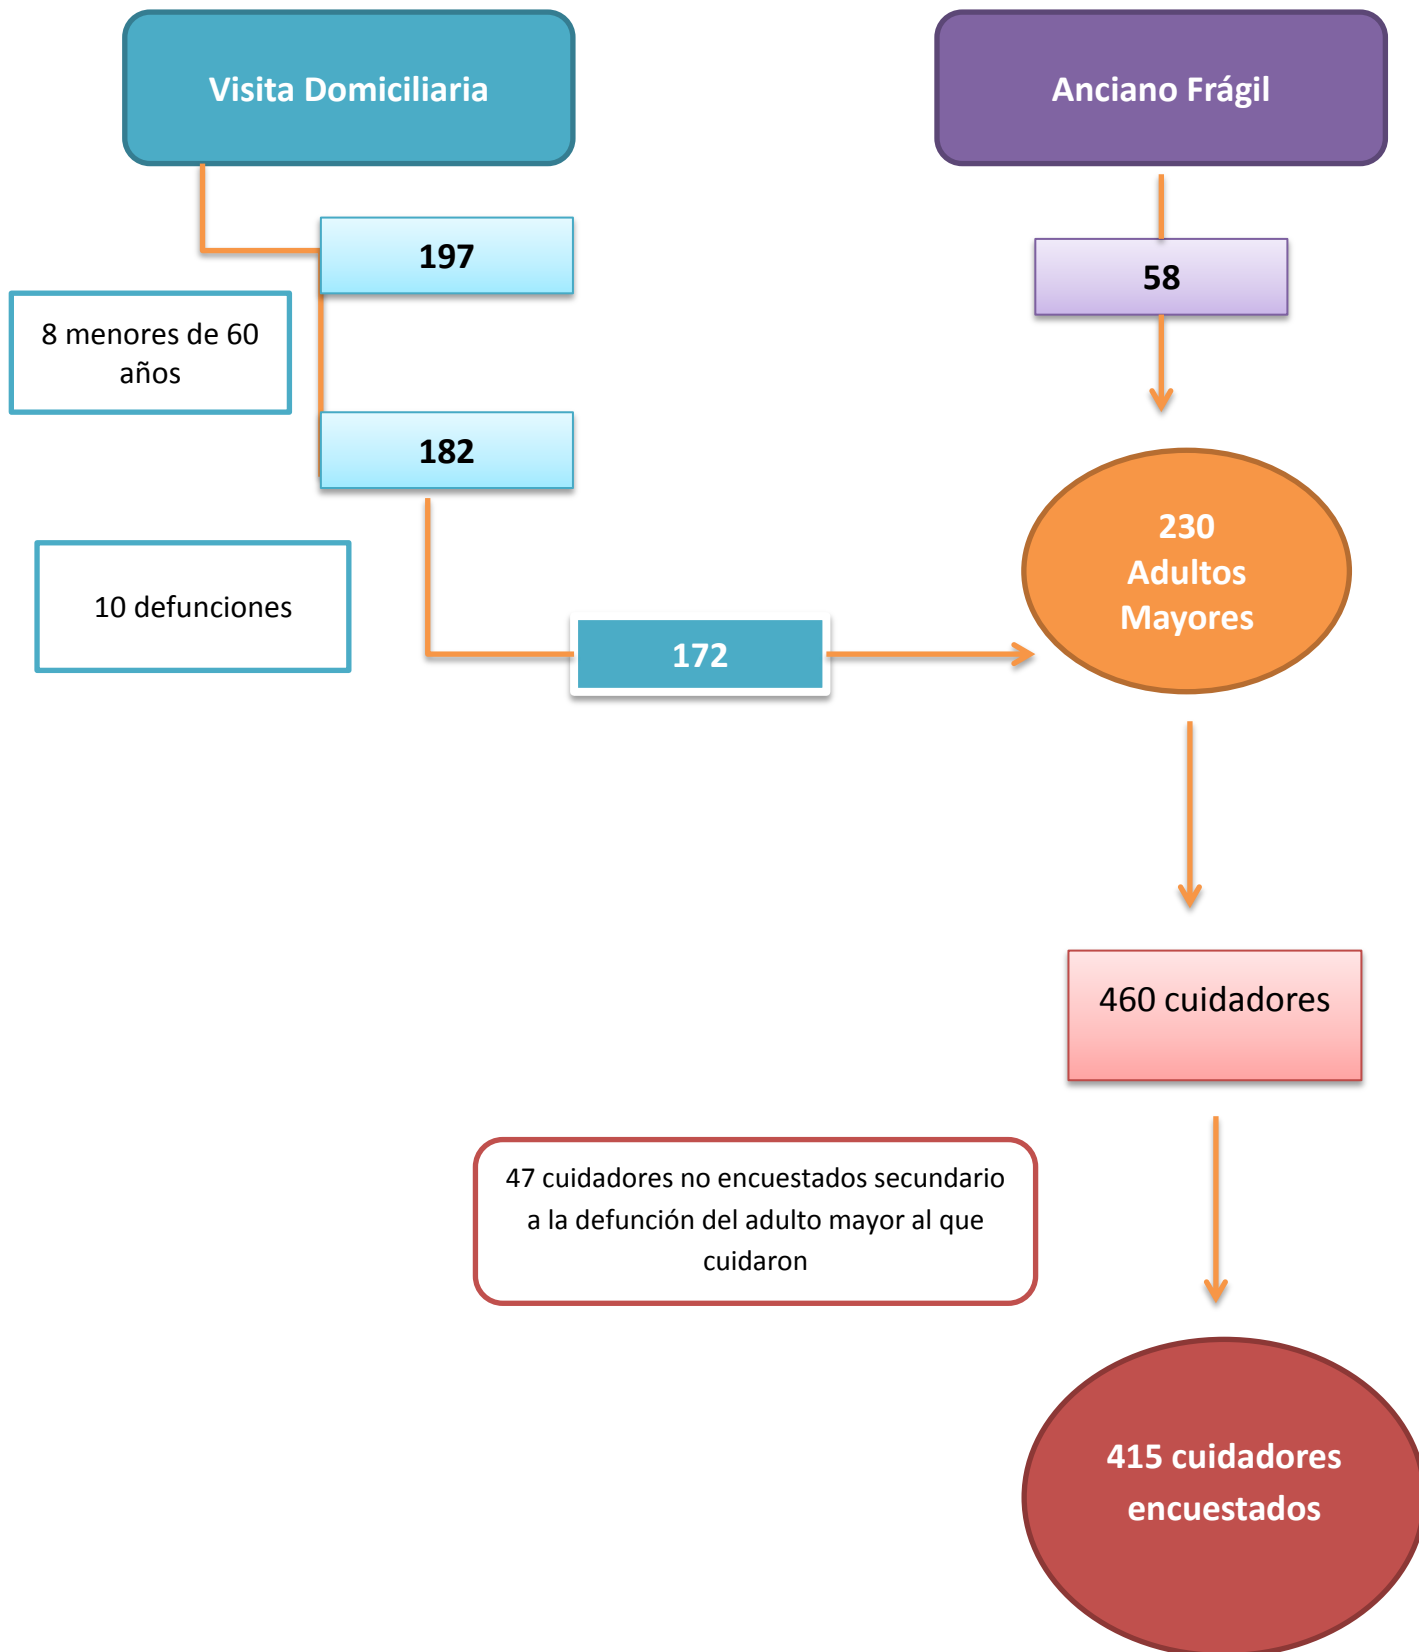 Visita Domiciliaria
Anciano Frágil
197
58
8 menores de 60
años
182
230
Adultos
Mayores
10 defunciones
172
460 cuidadores
47 cuidadores no encuestados secundario
a la defunción del adulto mayor al que
cuidaron
415 cuidadores
encuestados